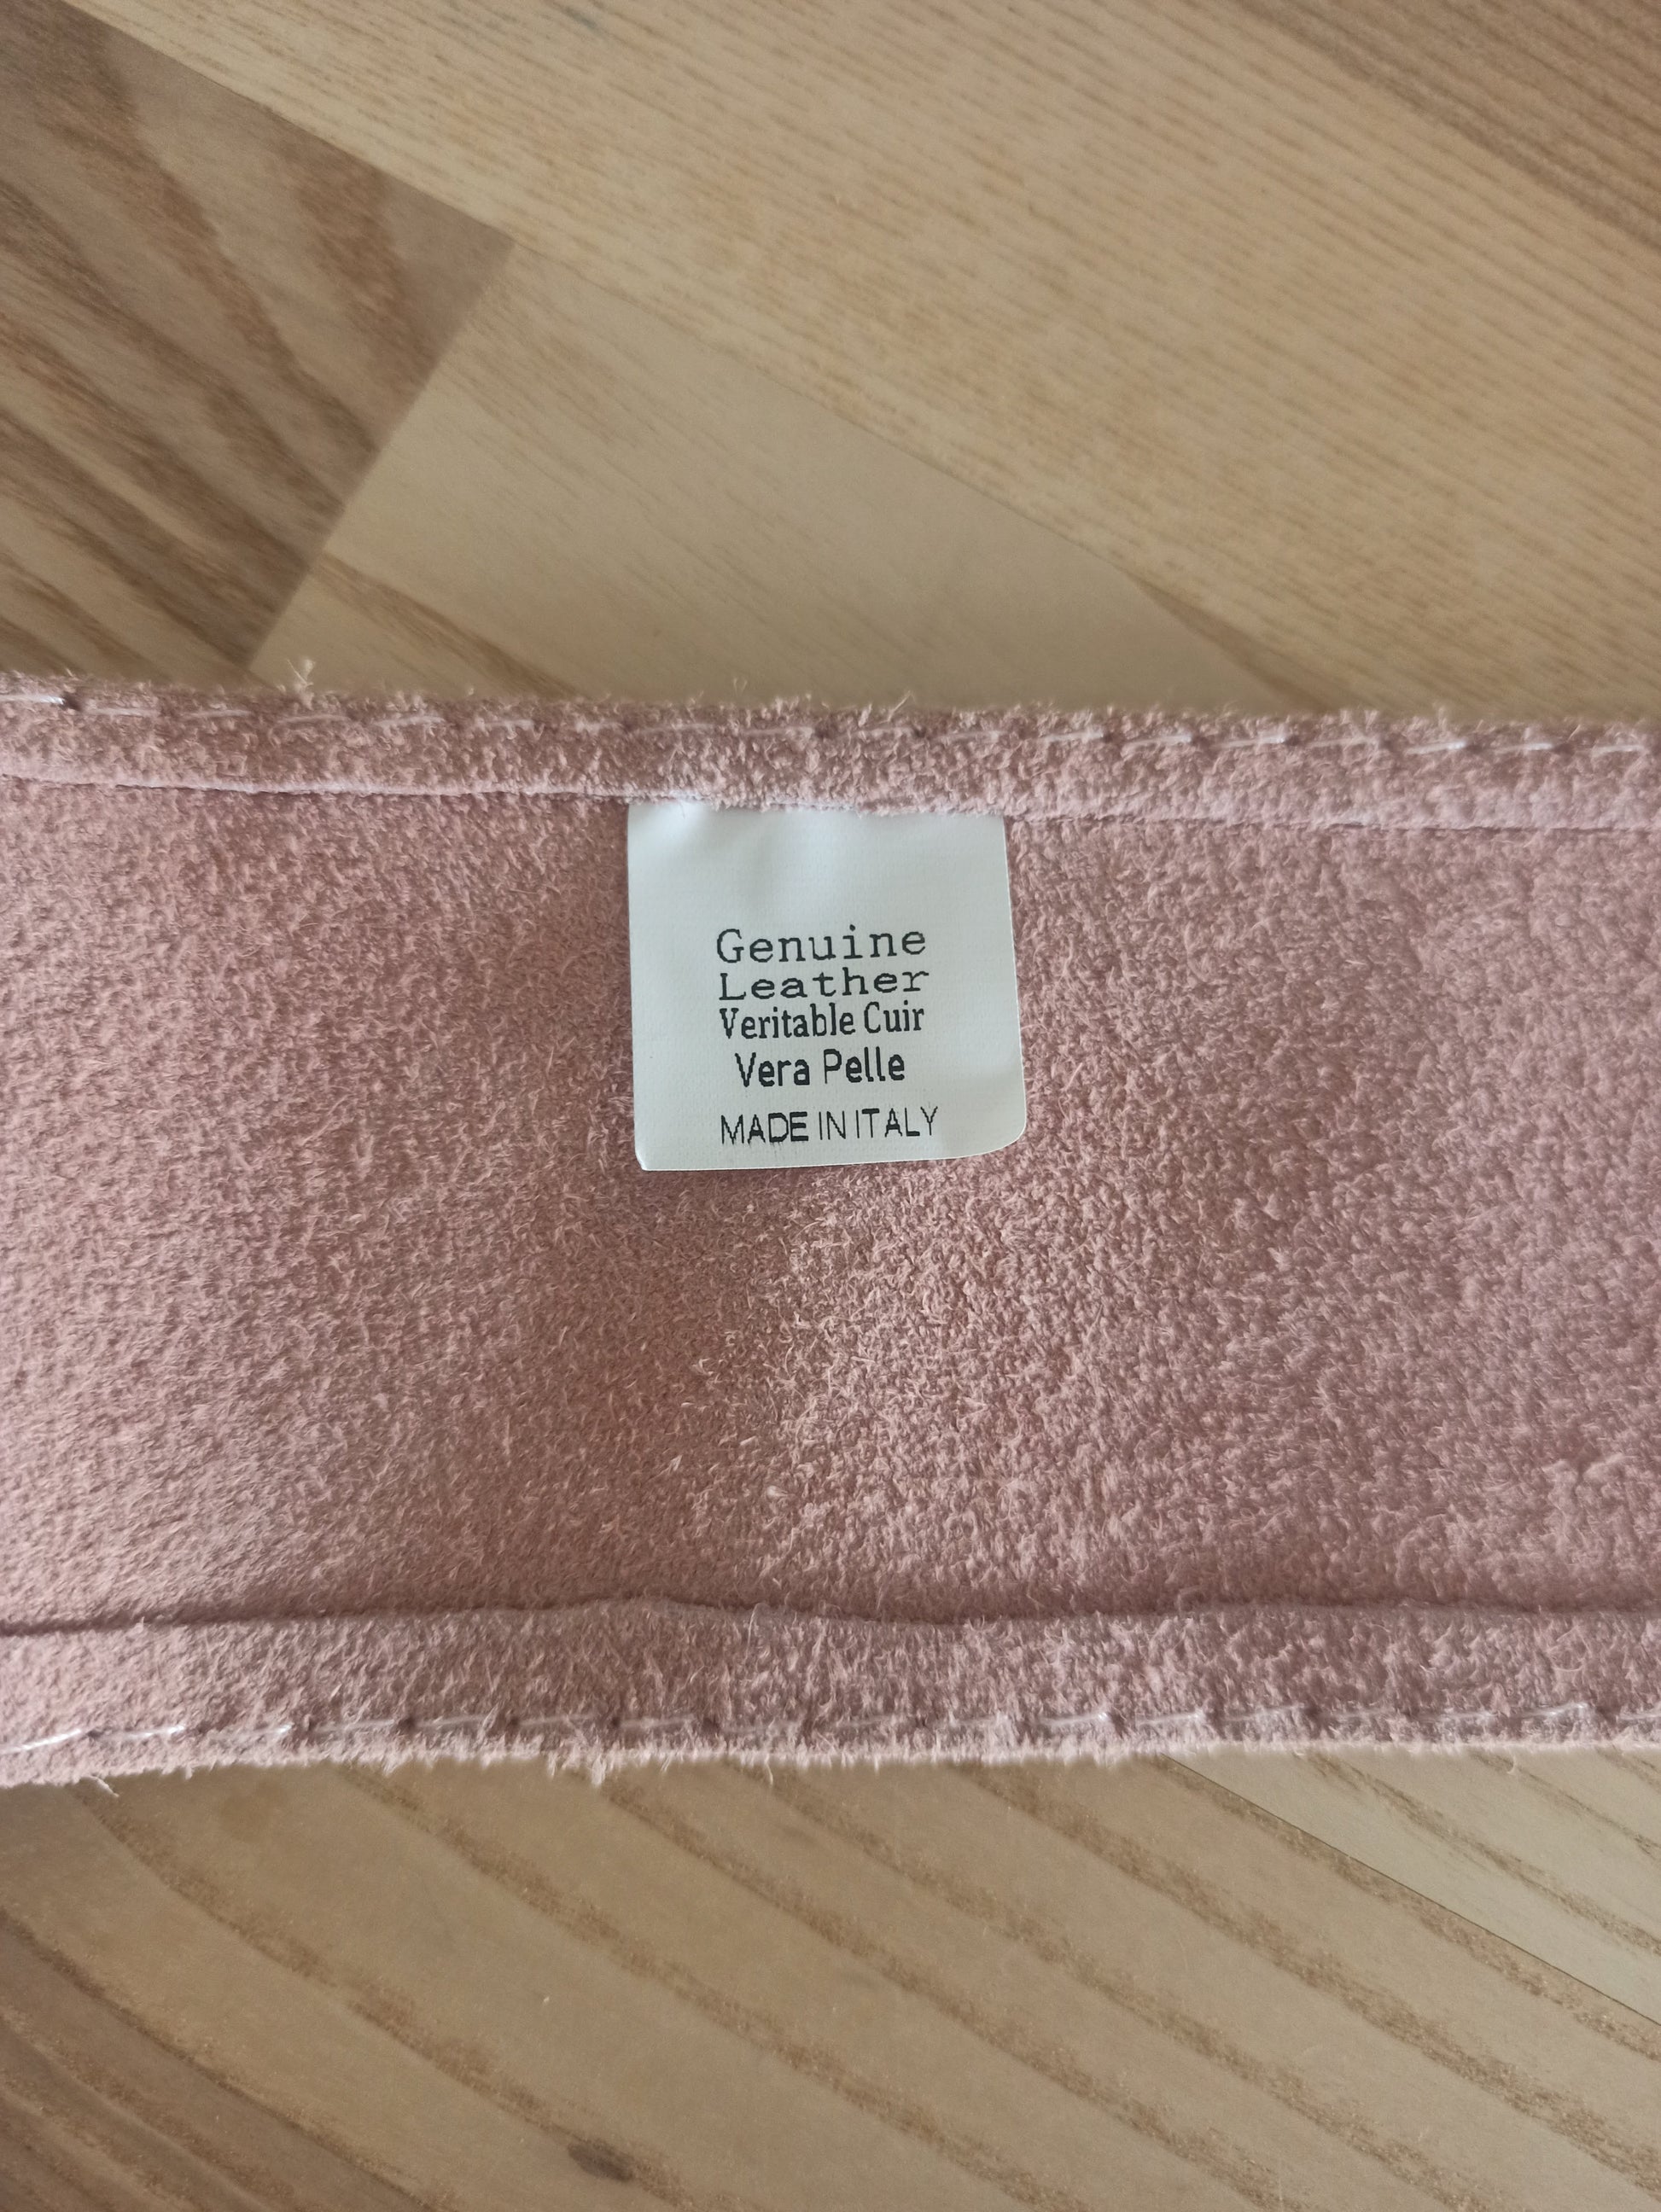 Genuine
Leather
Veritable Cuir
Vera Pelle
MADE IN ITALY